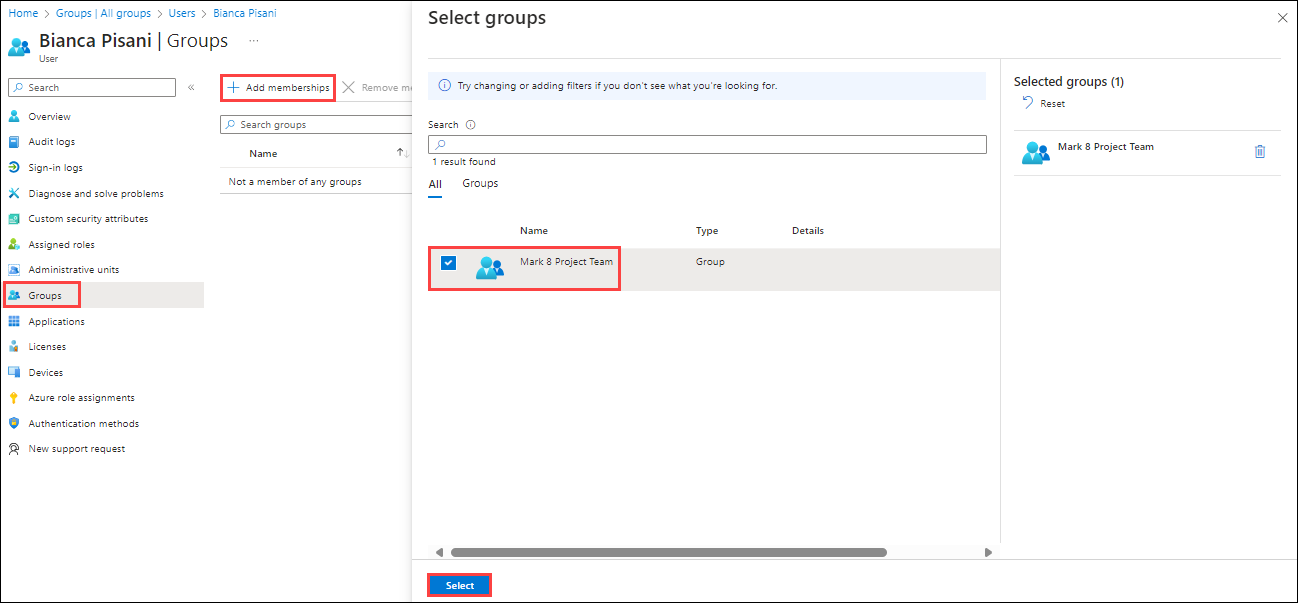 Home > Groups | All groups > Users > Bianca Pisani
Bianca Pisani | Groups ...
User
Search «
Overview
Audit logs
Sign-in logs
Diagnose and solve problems
Custom security attributes
Assigned roles
Administrative units
Groups
Applications
Licenses
Devices
Azure role assignments
Authentication methods
New support request
+ Add memberships Remove me
Search groups
Name ↑↓
Not a member of any groups
Select groups
Try changing or adding filters if you don't see what you're looking for.
Search
1 result found
All Groups
Name Type Details
Mark 8 Project Team Group
Select
Selected groups (1)
Reset
Mark 8 Project Team